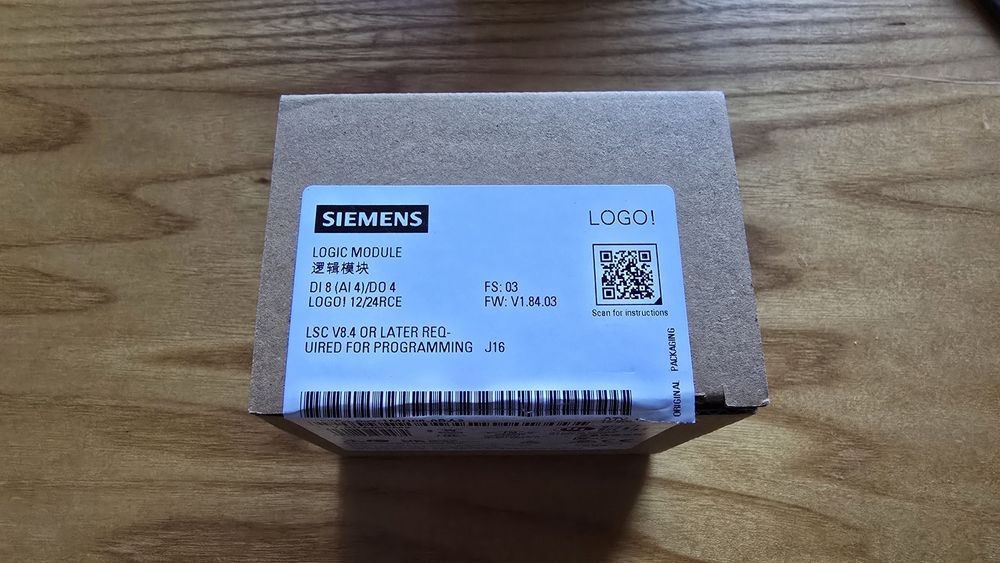 SIEMENS
LOGO!
LOGIC MODULE
逻辑模块
DI 8 (AI 4)/DO 4
FS: 03
LOGO! 12/24RCE
FW: V1.84.03
Scan for instructions
LSC V8.4 OR LATER REQ-
UIRED FOR PROGRAMMING J16
ORIGINAL PACKAGING